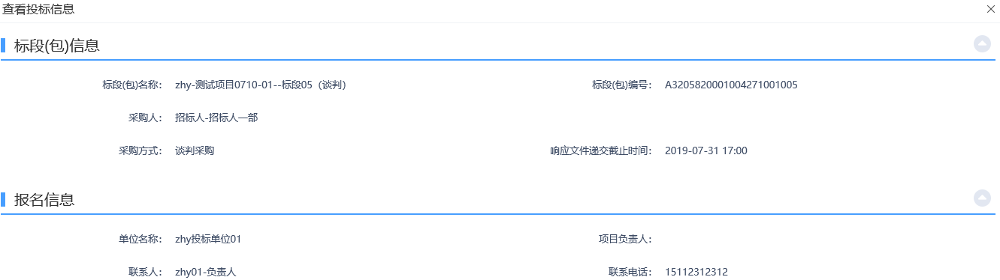 查看投标信息
标段(包)信息
标段(包)名称： zhy-测试项目0710-01--标段05（谈判） 标段(包)编号： A3205820001004271001005
采购人： 招标人-招标人一部
采购方式： 谈判采购 响应文件递交截止时间： 2019-07-31 17:00
报名信息
单位名称： zhy投标单位01 项目负责人：
联系人： zhy01-负责人 联系电话： 15112312312